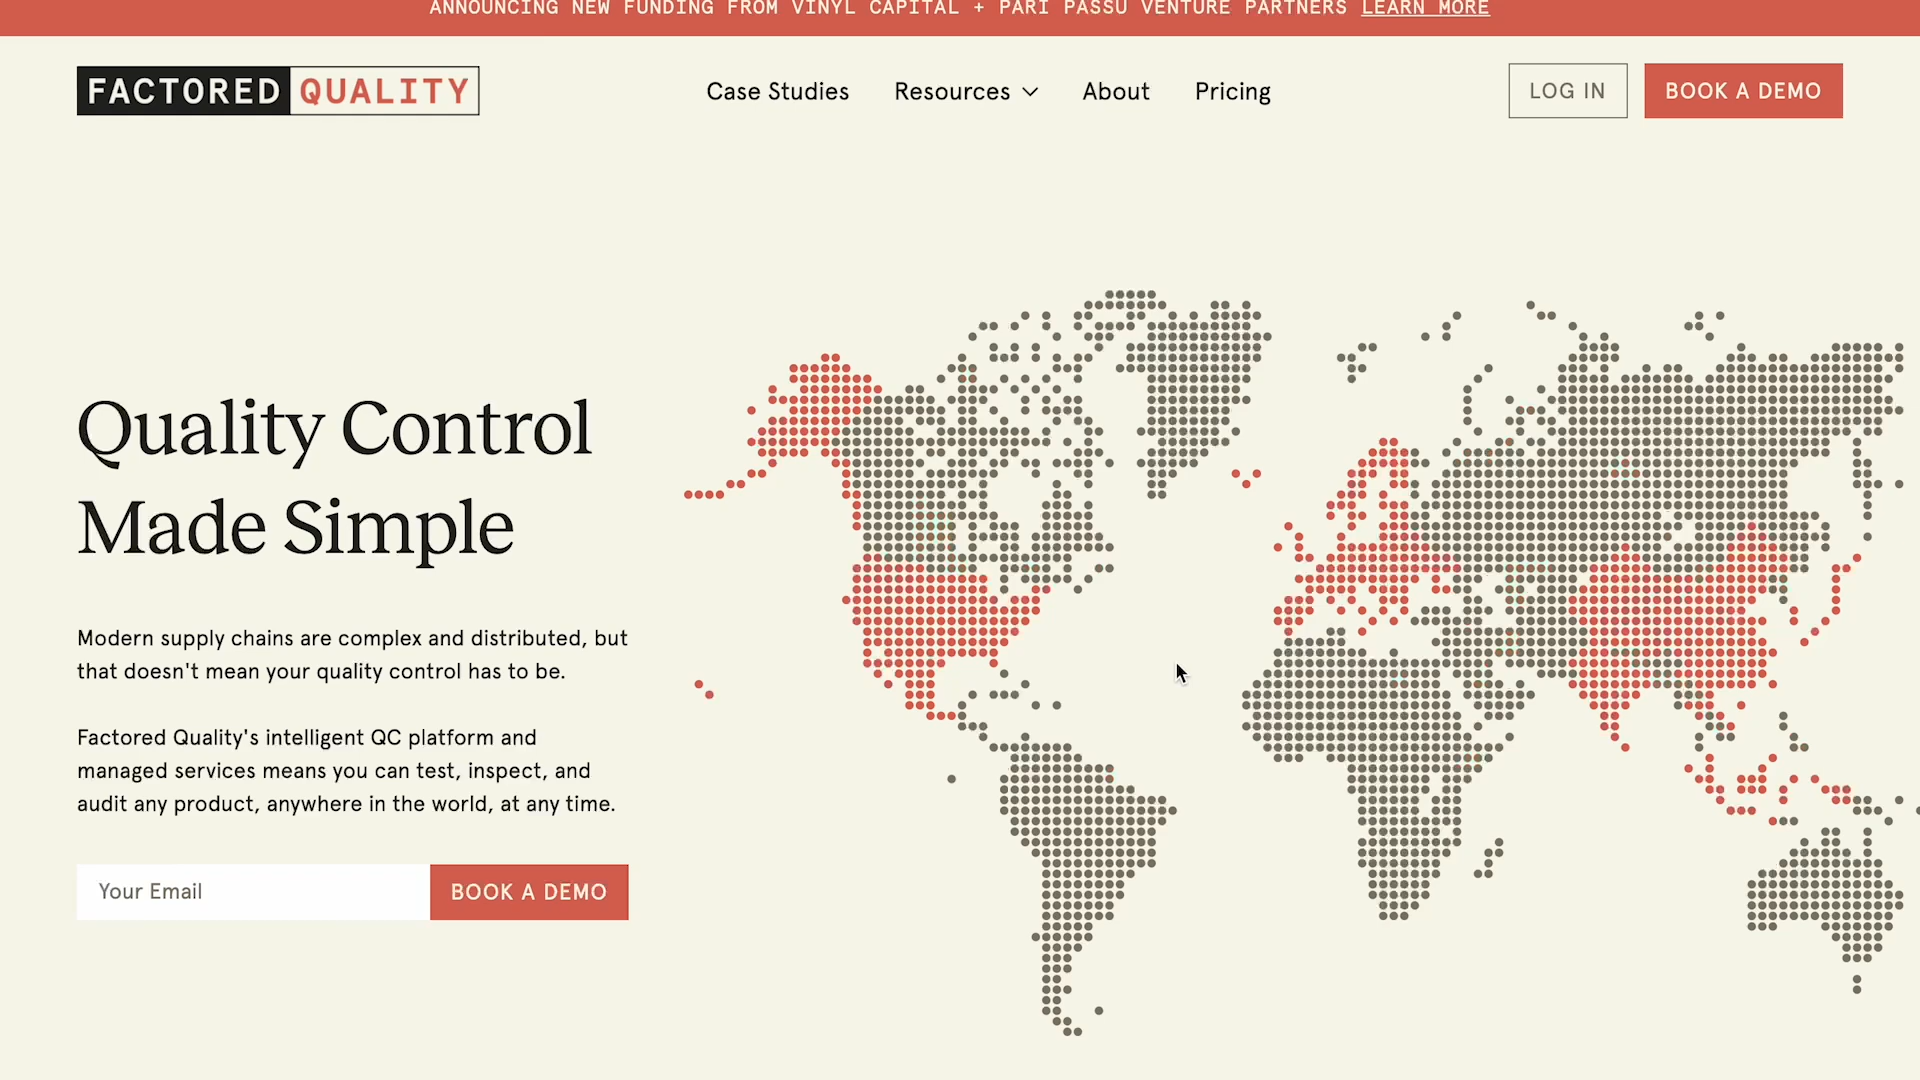 ANNOUNCING NEW FUNDING FROM VINYL CAPITAL + PARI PASSU VENTURE PARTNERS LEARN MORE
FACTORED QUALITY
Case Studies Resources About Pricing
LOG IN BOOK A DEMO
Quality Control
Made Simple
Modern supply chains are complex and distributed, but
that doesn't mean your quality control has to be.
Factored Quality's intelligent QC platform and
managed services means you can test, inspect, and
audit any product, anywhere in the world, at any time.
Your Email BOOK A DEMO